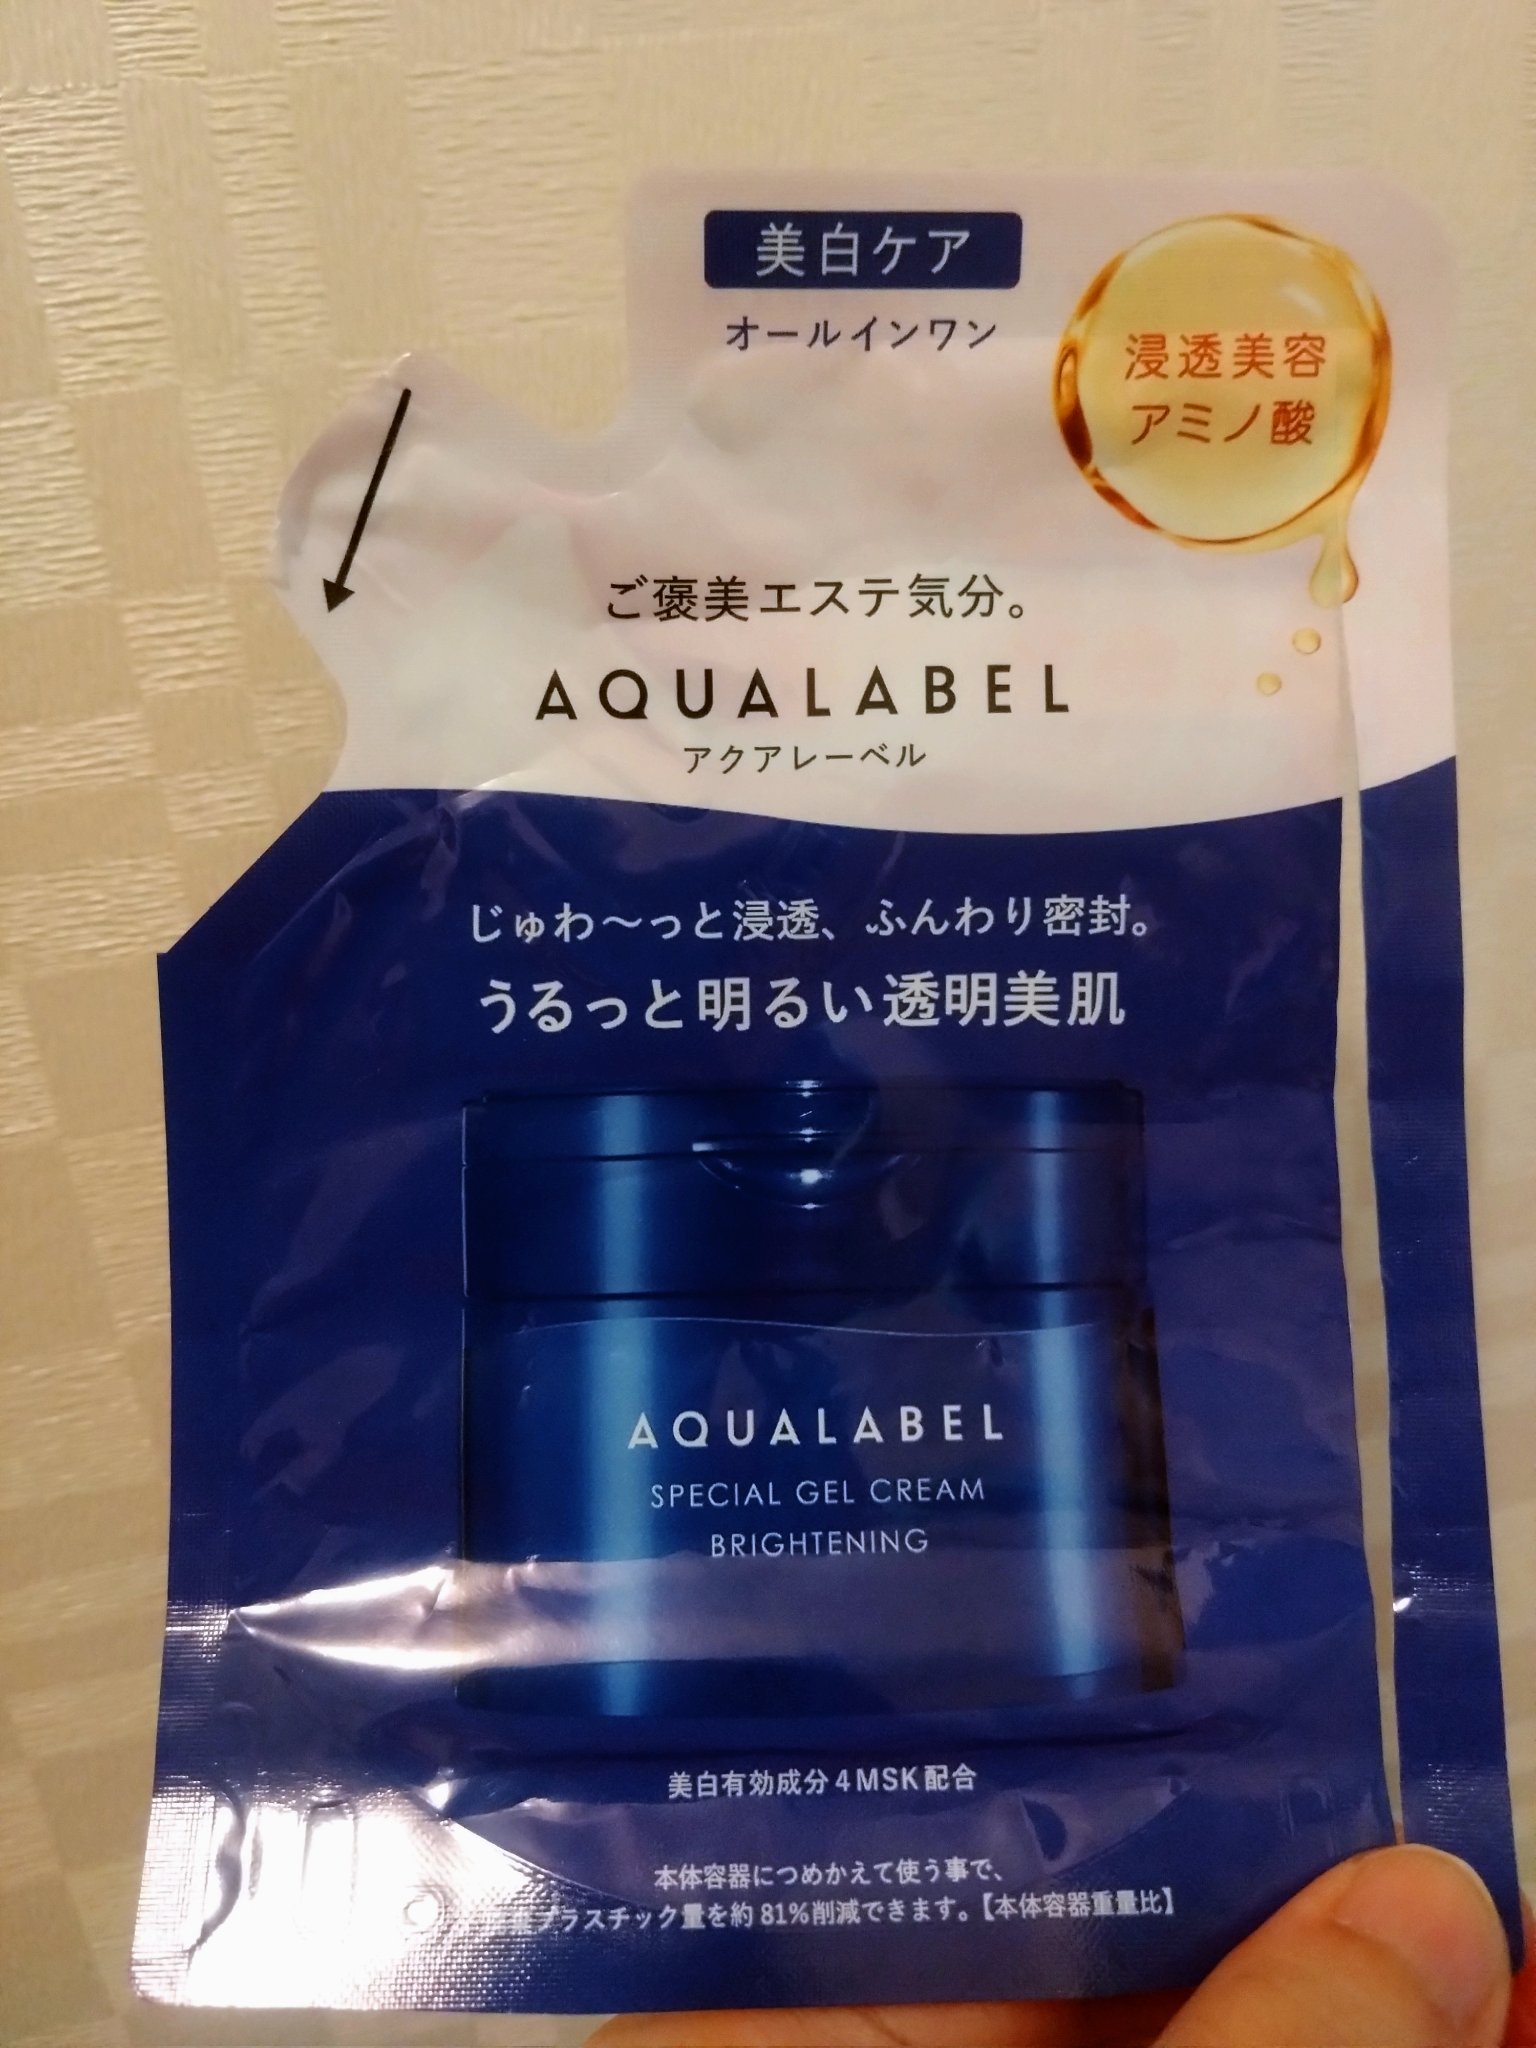 美白ケア
オールインワン
浸透美容
アミノ酸
ご褒美エステ気分。
AQUALABEL
アクアレーベル
じゅわ〜っと浸透、ふんわり密封。
うるっと明るい透明美肌
AQUALABEL
SPECIAL GEL CREAM
BRIGHTENING
美白有効成分4MSK配合
本体容器につめかえて使う事で、
プラスチック量を約81%削減できます。【本体容器重量比】